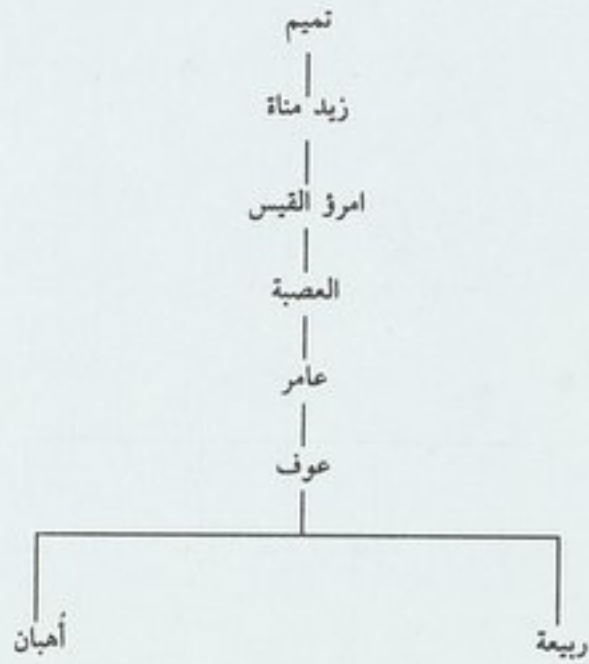 تميم
زيد مناة
امرؤ القيس
العصبة
عامر
عوف
ربيعة
أهبان